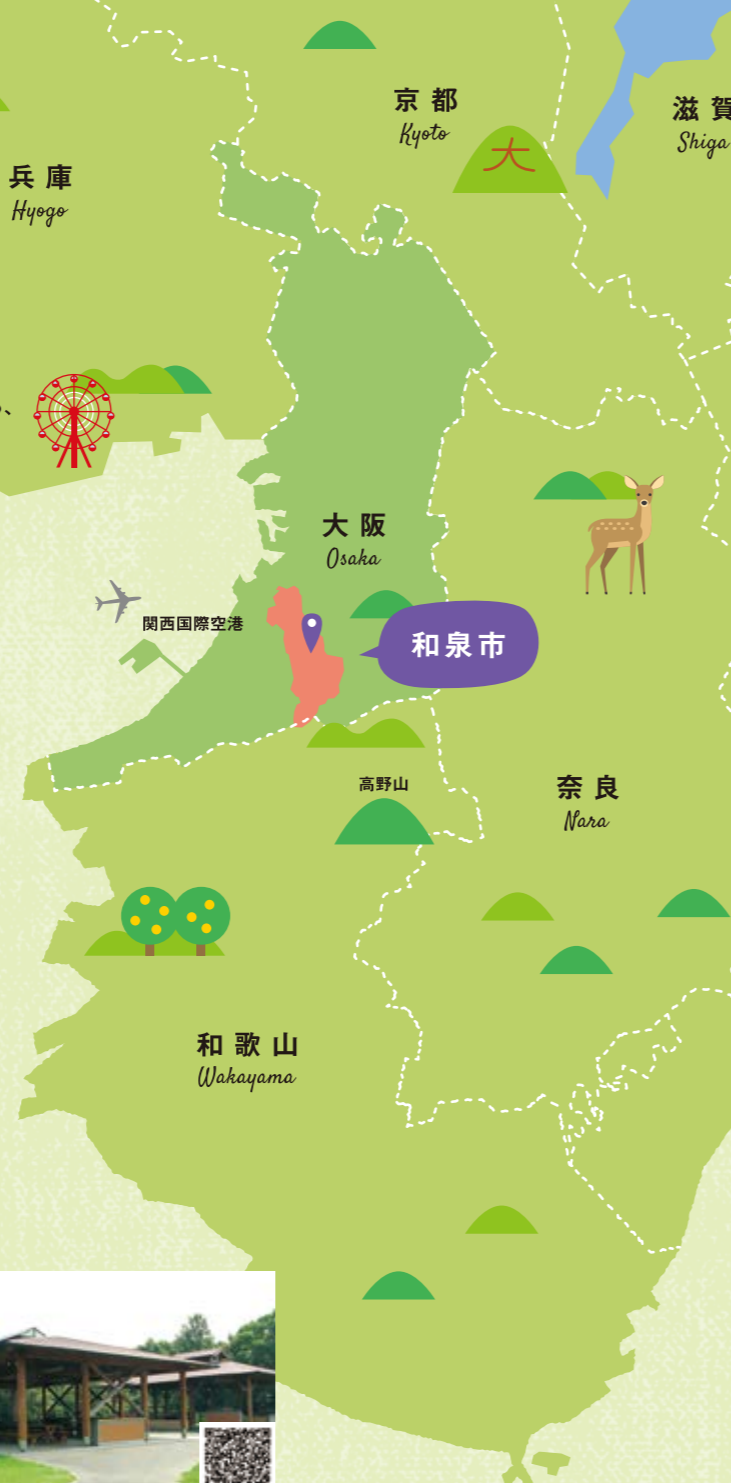 京都
Kyoto
滋賀
Shiga
大
兵庫
Hyogo
、
大阪
Osaka
関西国際空港
和泉市
高野山
奈良
Nara
和歌山
Wakayama